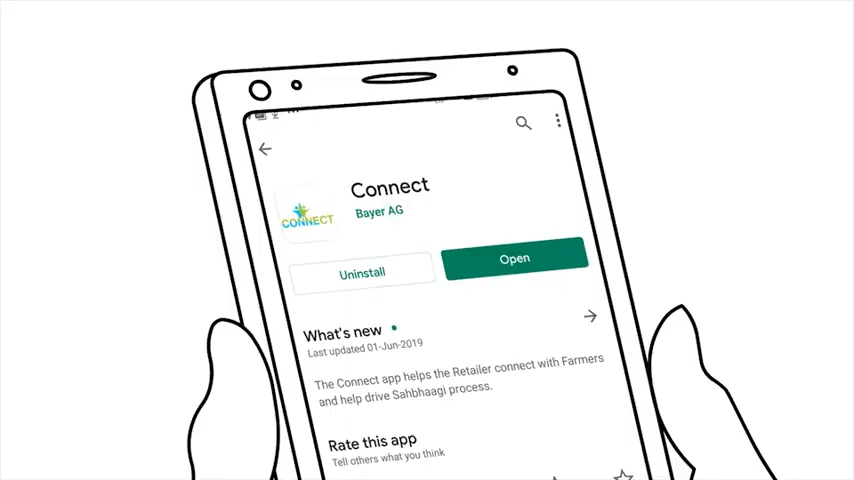 Connect
Bayer AG
CONNECT
Uninstall
Open
What's new
Last updated 01-Jun-2019
The Connect app helps the Retailer connect with Farmers
and help drive Sahbhaagi process.
Rate this app
Tell others what you think